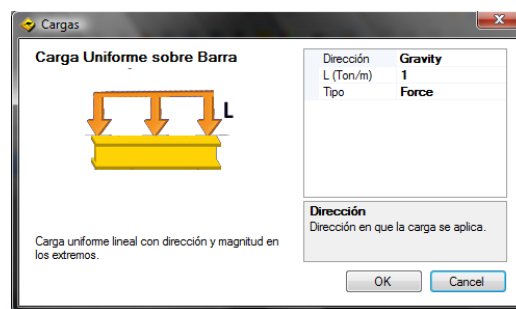 Cargas
Carga Uniforme sobre Barra
L
Carga uniforme lineal con dirección y magnitud en
los extremos.
Dirección Gravity
L (Ton/m) 1
Tipo Force
Dirección
Dirección en que la carga se aplica.
OK
Cancel